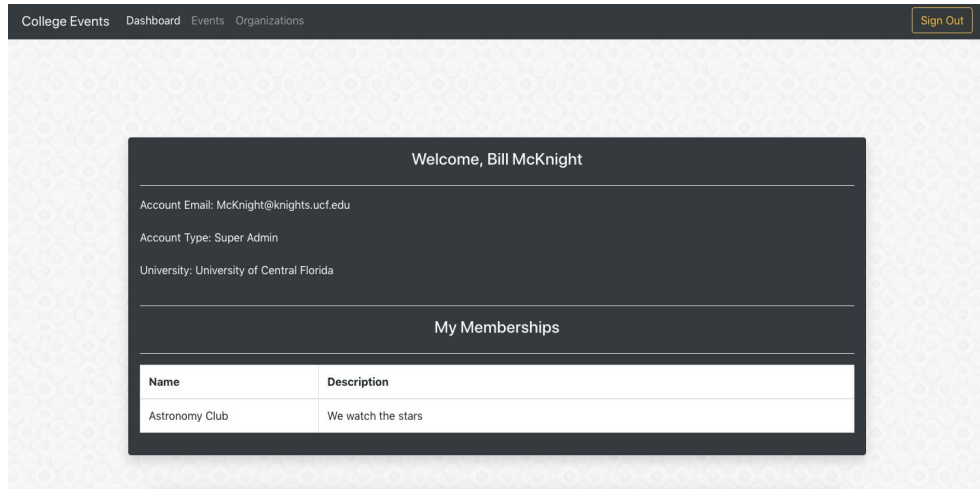 College Events Dashboard Events Organizations Sign Out
Welcome, Bill McKnight
Account Email: McKnight@knights.ucf.edu
Account Type: Super Admin
University: University of Central Florida
My Memberships
Name Description
Astronomy Club We watch the stars